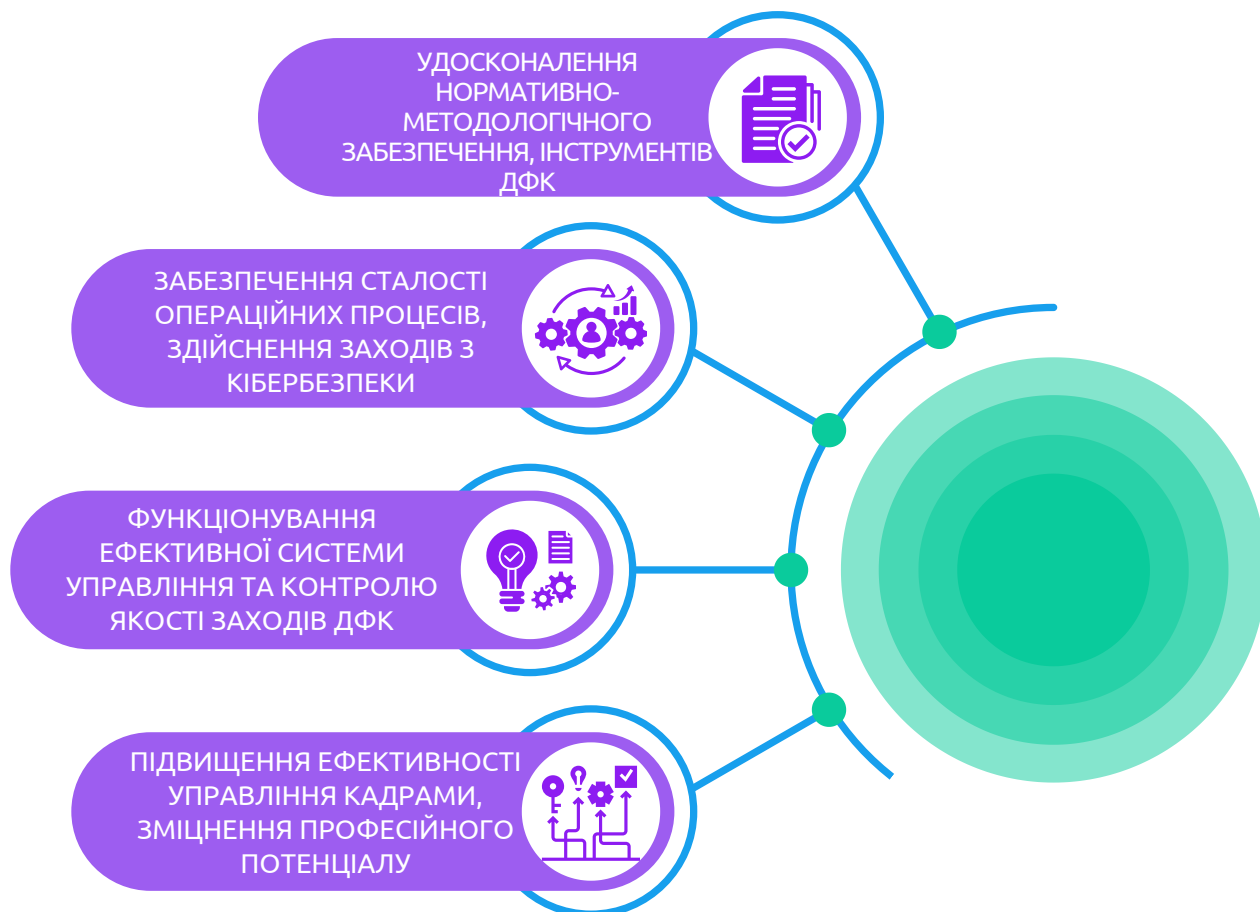 УДОСКОНАЛЕННЯ
НОРМАТИВНО-
МЕТОДОЛОГІЧНОГО
ЗАБЕЗПЕЧЕННЯ, ІНСТРУМЕНТІВ
ДФК
ЗАБЕЗПЕЧЕННЯ СТАЛОСТІ
ОПЕРАЦІЙНИХ ПРОЦЕСІВ,
ЗДІЙСНЕННЯ ЗАХОДІВ З
КІБЕРБЕЗПЕКИ
ФУНКЦІОНУВАННЯ
ЕФЕКТИВНОЇ СИСТЕМИ
УПРАВЛІННЯ ТА КОНТРОЛЮ
ЯКОСТІ ЗАХОДІВ ДФК
ПІДВИЩЕННЯ ЕФЕКТИВНОСТІ
УПРАВЛІННЯ КАДРАМИ,
ЗМІЦНЕННЯ ПРОФЕСІЙНОГО
ПОТЕНЦІАЛУ